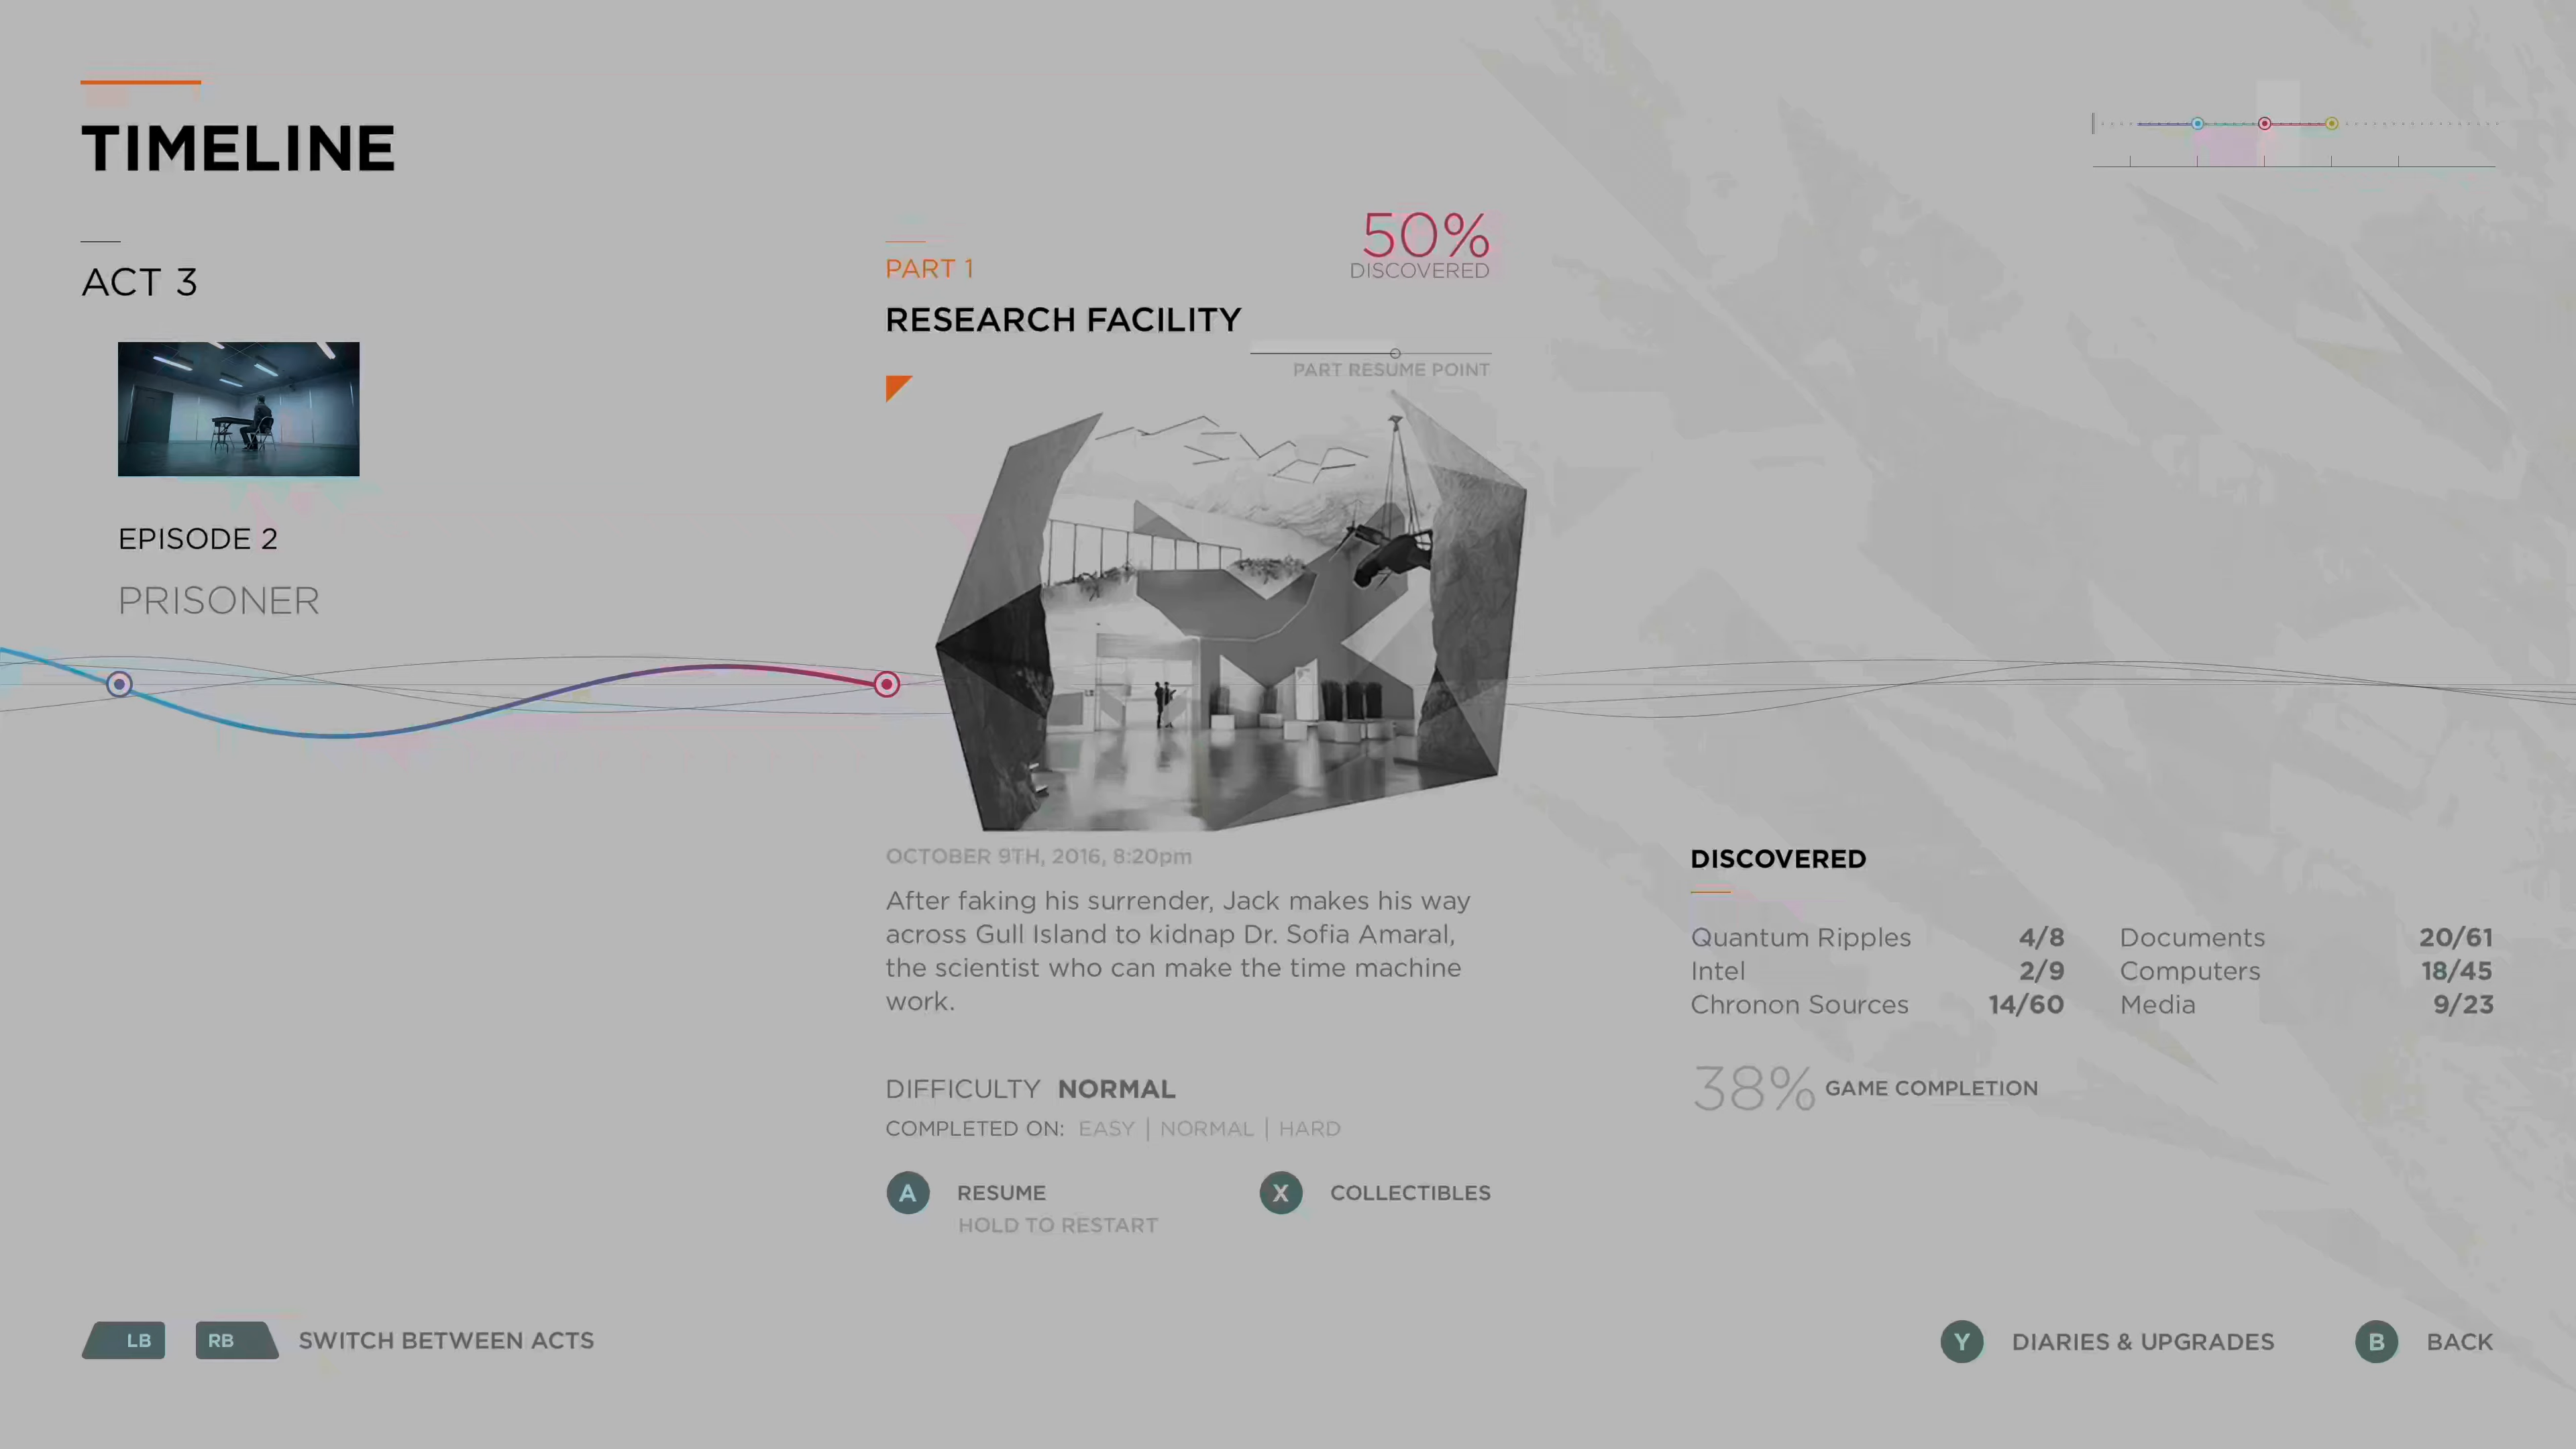 TIMELINE
ACT 3
EPISODE 2
PRISONER
PART 1
50%
DISCOVERED
RESEARCH FACILITY
PART RESUME POINT
OCTOBER 9TH, 2016, 8:20pm
After faking his surrender, Jack makes his way
across Gull Island to kidnap Dr. Sofia Amaral,
the scientist who can make the time machine
work.
DIFFICULTY NORMAL
COMPLETED ON: EASY | NORMAL | HARD
A RESUME
HOLD TO RESTART
X COLLECTIBLES
DISCOVERED
Quantum Ripples 4/8
Intel 2/9
Chronon Sources 14/60
Documents 20/61
Computers 18/45
Media 9/23
38% GAME COMPLETION
LB RB SWITCH BETWEEN ACTS
Y DIARIES & UPGRADES
B BACK